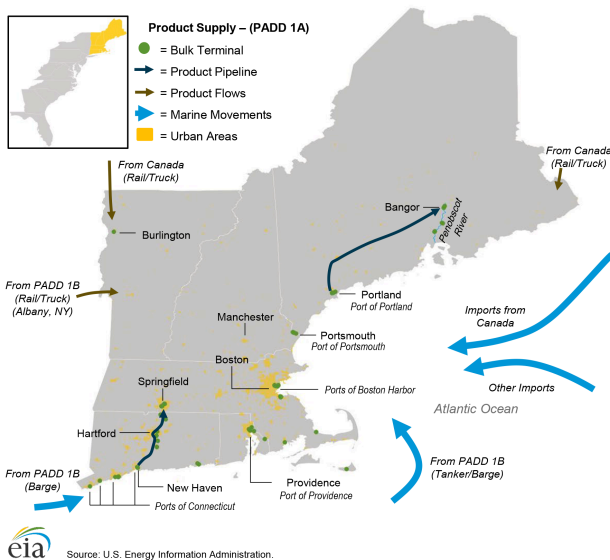 Product Supply – (PADD 1A)
= Bulk Terminal
= Product Pipeline
= Product Flows
= Marine Movements
= Urban Areas
From Canada
(Rail/Truck)
From Canada
(Rail/Truck)
Bangor
Penobscot
River
Burlington
From PADD 1B
(Rail/Truck)
(Albany, NY)
Portland
Port of Portland
Manchester
Portsmouth
Port of Portsmouth
Imports from
Canada
Boston
Ports of Boston Harbor
Other Imports
Springfield
Atlantic Ocean
Hartford
From PADD 1B
(Barge)
New Haven
Ports of Connecticut
Providence
Port of Providence
From PADD 1B
(Tanker/Barge)
eia
Source: U.S. Energy Information Administration.